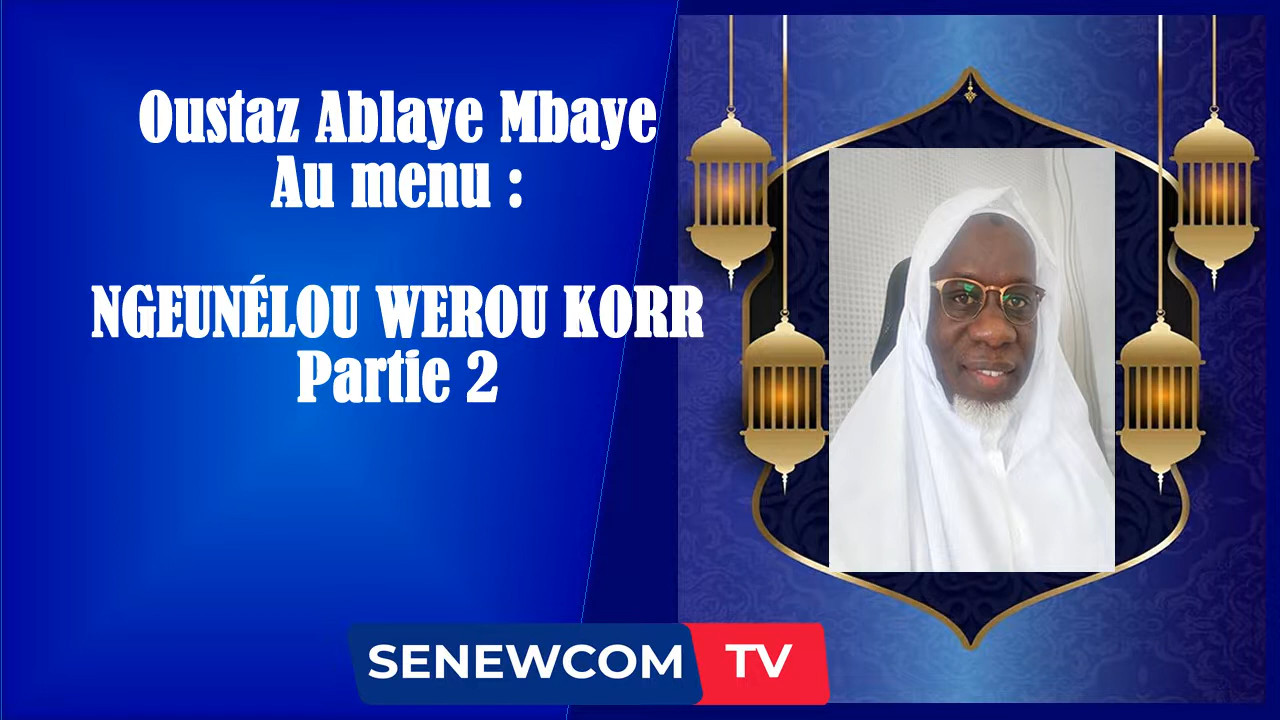 Oustaz Ablaye Mbaye
Au menu :
NGEUNÉLOU WEROU KORR
Partie 2
SENEWCOM TV